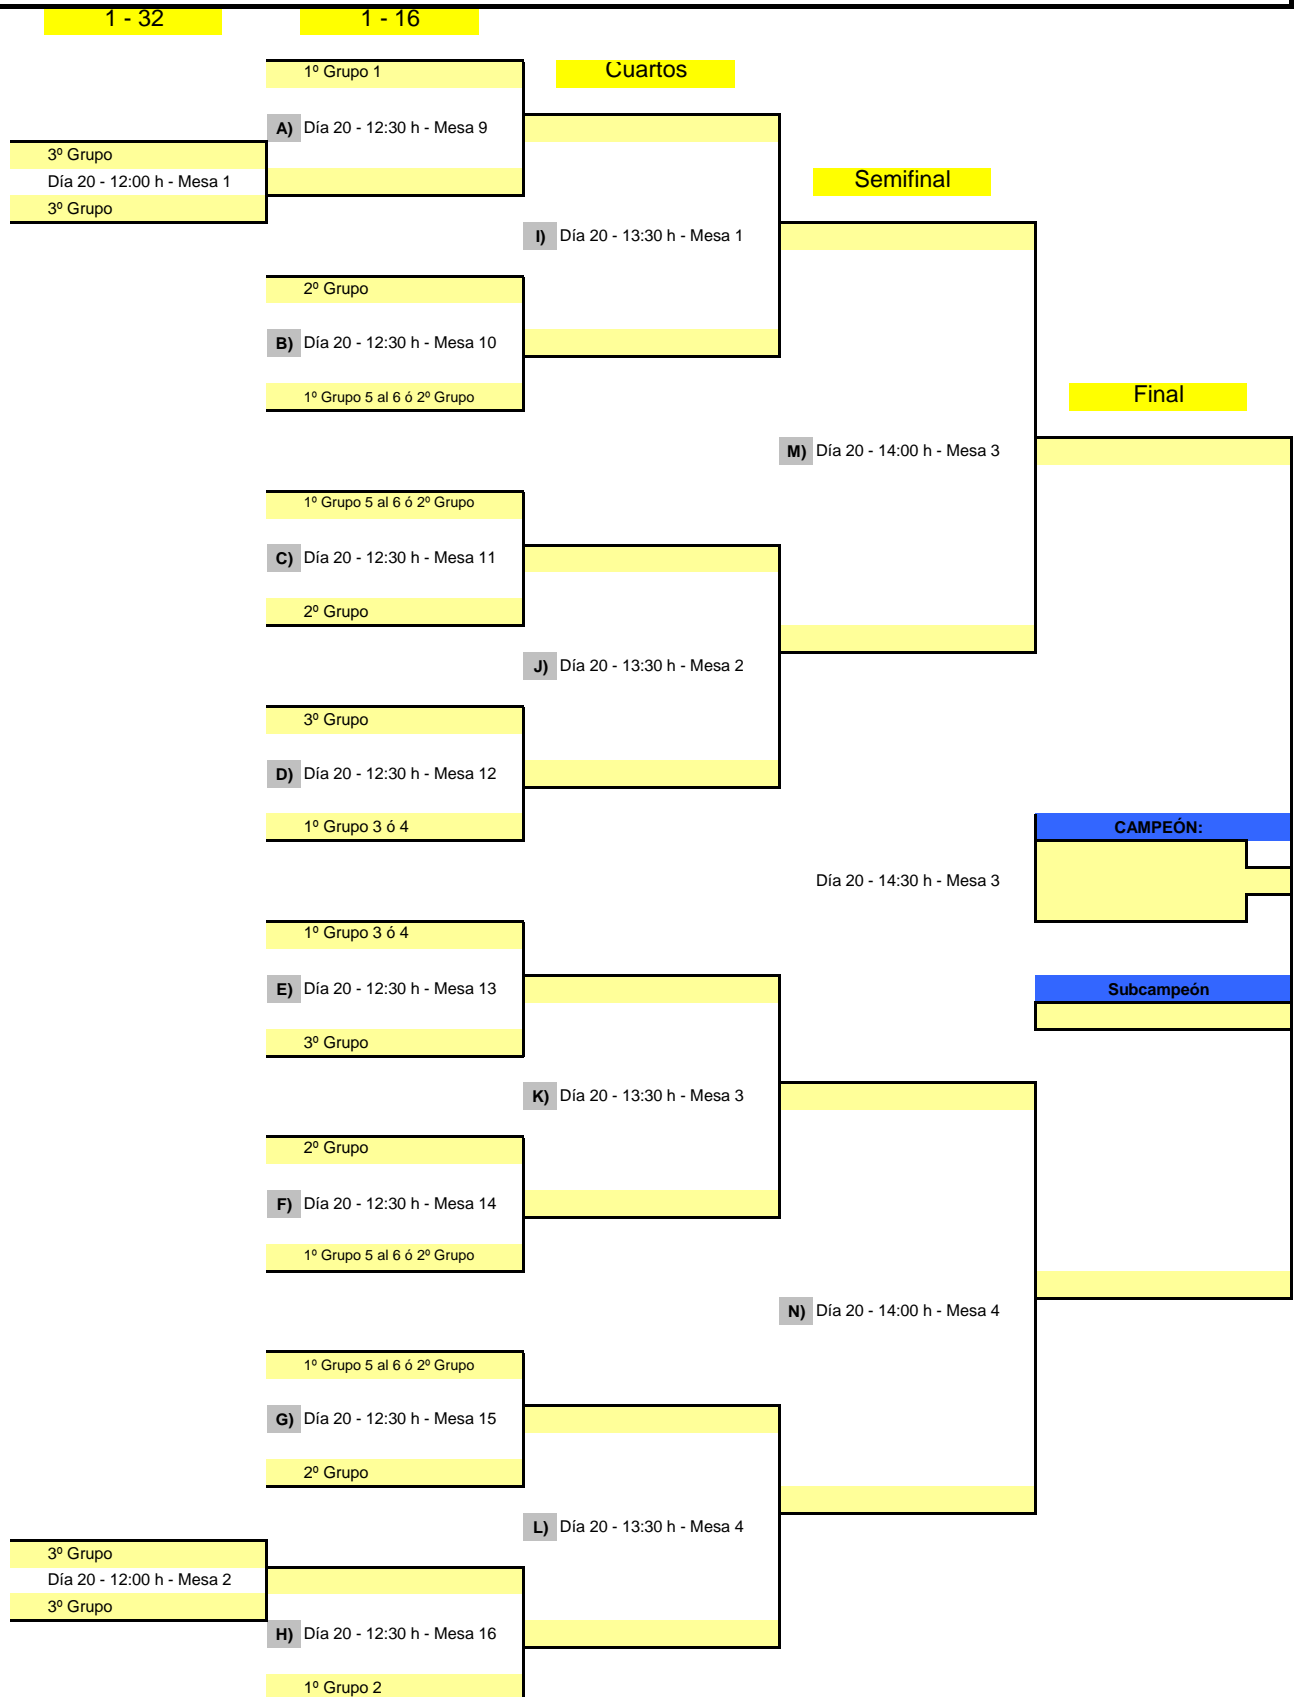 1 - 32
1 - 16
Cuartos
1º Grupo 1
A) Día 20 - 12:30 h - Mesa 9
3º Grupo
Día 20 - 12:00 h - Mesa 1
3º Grupo
Semifinal
I) Día 20 - 13:30 h - Mesa 1
2º Grupo
B) Día 20 - 12:30 h - Mesa 10
1º Grupo 5 al 6 ó 2º Grupo
Final
M) Día 20 - 14:00 h - Mesa 3
1º Grupo 5 al 6 ó 2º Grupo
C) Día 20 - 12:30 h - Mesa 11
2º Grupo
J) Día 20 - 13:30 h - Mesa 2
3º Grupo
D) Día 20 - 12:30 h - Mesa 12
1º Grupo 3 ó 4
CAMPEÓN:
Día 20 - 14:30 h - Mesa 3
1º Grupo 3 ó 4
E) Día 20 - 12:30 h - Mesa 13
Subcampeón
3º Grupo
K) Día 20 - 13:30 h - Mesa 3
2º Grupo
F) Día 20 - 12:30 h - Mesa 14
1º Grupo 5 al 6 ó 2º Grupo
N) Día 20 - 14:00 h - Mesa 4
1º Grupo 5 al 6 ó 2º Grupo
G) Día 20 - 12:30 h - Mesa 15
2º Grupo
L) Día 20 - 13:30 h - Mesa 4
3º Grupo
Día 20 - 12:00 h - Mesa 2
3º Grupo
H) Día 20 - 12:30 h - Mesa 16
1º Grupo 2